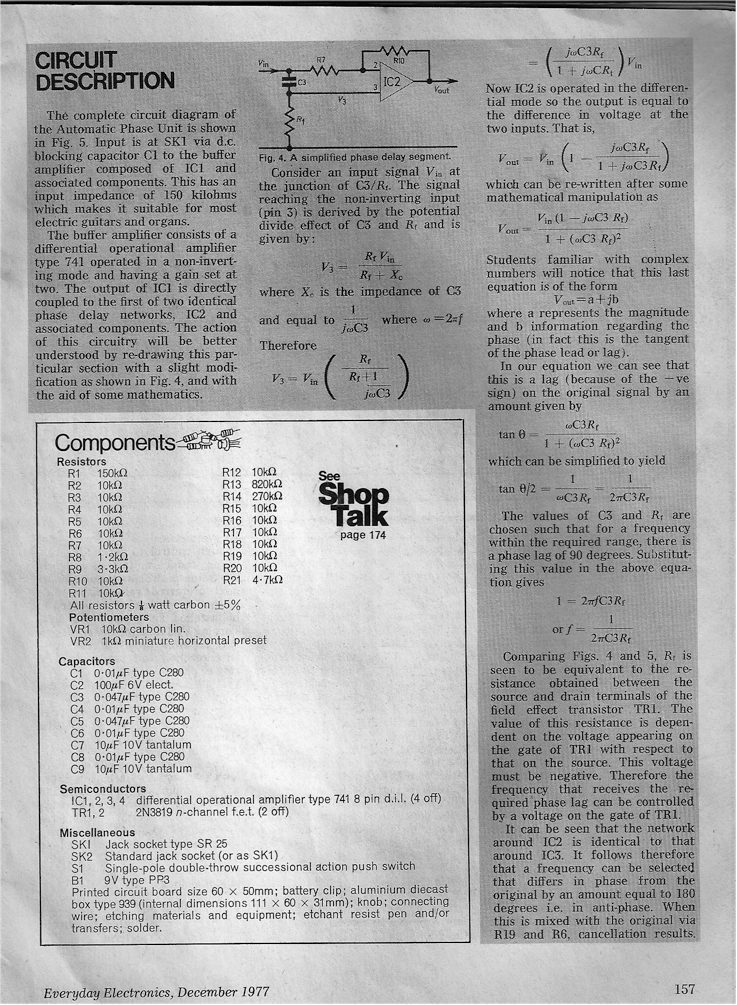 CIRCUIT
DESCRIPTION
The complete circuit diagram of
the Automatic Phase Unit is shown
in Fig. 5. Input is at SK1 via d.c.
blocking capacitor C1 to the buffer
amplifier composed of IC1 and
associated components. This has an
input impedance of 150 kilohms
which makes it suitable for most
electric guitars and organs.
The buffer amplifier consists of a
differential operational amplifier
type 741 operated in a non-invert-
ing mode and having a gain set at
two. The output of IC1 is directly
coupled to the first of two identical
phase delay networks, IC2 and
associated components. The action
of this circuitry will be better
understood by re-drawing this par-
ticular section with a slight modi-
fication as shown in Fig. 4, and with
the aid of some mathematics.
Vin
R7
R10
C3
2
3
IC2
V3
Vout
Rf
Fig. 4. A simplified phase delay segment.
Consider an input signal Vin at
the junction of C3/Rf. The signal
reaching the non-inverting input
(pin 3) is derived by the potential
divide effect of C3 and Rf and is
given by:
V3 = Rf Vin / Rf + Xc
where Xc is the impedance of C3
and equal to 1 / jωC3 where ω = 2πf
Therefore
V3 = Vin ( Rf / Rf + 1 / jωC3 )
= ( jωC3Rf / 1 + jωCRf ) Vin
Now IC2 is operated in the differen-
tial mode so the output is equal to
the difference in voltage at the
two inputs. That is,
Vout = Vin ( 1 − jωC3Rf / 1 + jωC3Rf )
which can be re-written after some
mathematical manipulation as
Vout = Vin (1 − jωC3 Rf) / 1 + (ωC3 Rf)2
Students familiar with complex
numbers will notice that this last
equation is of the form
Vout = a + jb
where a represents the magnitude
and b information regarding the
phase (in fact this is the tangent
of the phase lead or lag).
In our equation we can see that
this is a lag (because of the −ve
sign) on the original signal by an
amount given by
tan θ = ωC3Rf / 1 + (ωC3 Rf)2
which can be simplified to yield
tan θ/2 = 1 / ωC3Rf = 1 / 2πC3Rf
The values of C3 and Rf are
chosen such that for a frequency
within the required range, there is
a phase lag of 90 degrees. Substitut-
ing this value in the above equa-
tion gives
1 = 2πfC3Rf
or f = 1 / 2πC3Rf
Comparing Figs. 4 and 5, Rf is
seen to be equivalent to the re-
sistance obtained between the
source and drain terminals of the
field effect transistor TR1. The
value of this resistance is depen-
dent on the voltage appearing on
the gate of TR1 with respect to
that on the source. This voltage
must be negative. Therefore the
frequency that receives the re-
quired phase lag can be controlled
by a voltage on the gate of TR1.
It can be seen that the network
around IC2 is identical to that
around IC3. It follows therefore
that a frequency can be selected
that differs in phase from the
original by an amount equal to 180
degrees i.e. in anti-phase. When
this is mixed with the original via
R19 and R6, cancellation results.
Components
Resistors
R1 150kΩ
R2 10kΩ
R3 10kΩ
R4 10kΩ
R5 10kΩ
R6 10kΩ
R7 10kΩ
R8 1·2kΩ
R9 3·3kΩ
R10 10kΩ
R11 10kΩ
R12 10kΩ
R13 820kΩ
R14 270kΩ
R15 10kΩ
R16 10kΩ
R17 10kΩ
R18 10kΩ
R19 10kΩ
R20 10kΩ
R21 4·7kΩ
See
Shop
Talk
page 174
All resistors ⅛ watt carbon ±5%
Potentiometers
VR1 10kΩ carbon lin.
VR2 1kΩ miniature horizontal preset
Capacitors
C1 0·01μF type C280
C2 100μF 6V elect.
C3 0·047μF type C280
C4 0·01μF type C280
C5 0·047μF type C280
C6 0·01μF type C280
C7 10μF 10V tantalum
C8 0·01μF type C280
C9 10μF 10V tantalum
Semiconductors
IC1, 2, 3, 4 differential operational amplifier type 741 8 pin d.i.l. (4 off)
TR1, 2 2N3819 n-channel f.e.t. (2 off)
Miscellaneous
SK1 Jack socket type SR 25
SK2 Standard jack socket (or as SK1)
S1 Single-pole double-throw successional action push switch
B1 9V type PP3
Printed circuit board size 60 × 50mm; battery clip; aluminium diecast
box type 939 (internal dimensions 111 × 60 × 31mm); knob; connecting
wire; etching materials and equipment; etchant resist pen and/or
transfers; solder.
Everyday Electronics, December 1977
157